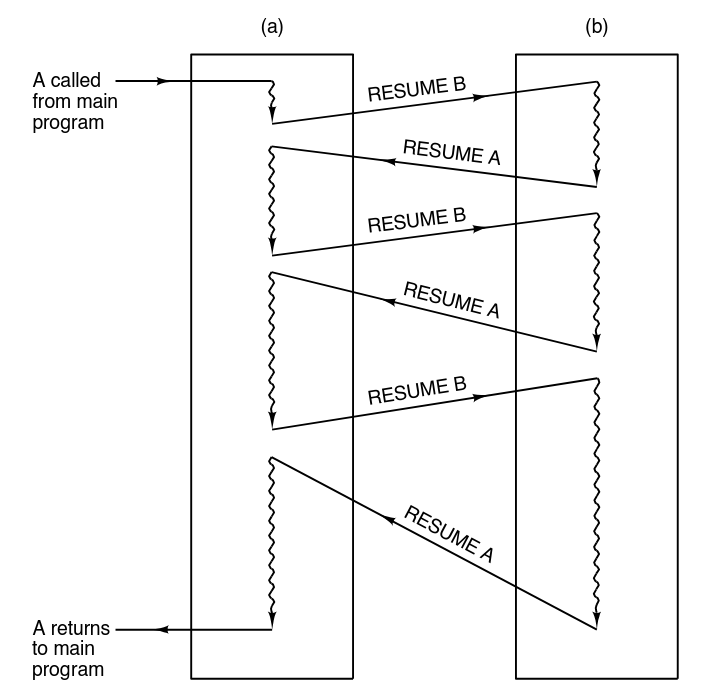 (a)
(b)
A called
from main
program
RESUME B
RESUME A
RESUME B
RESUME A
RESUME B
RESUME A
A returns
to main
program